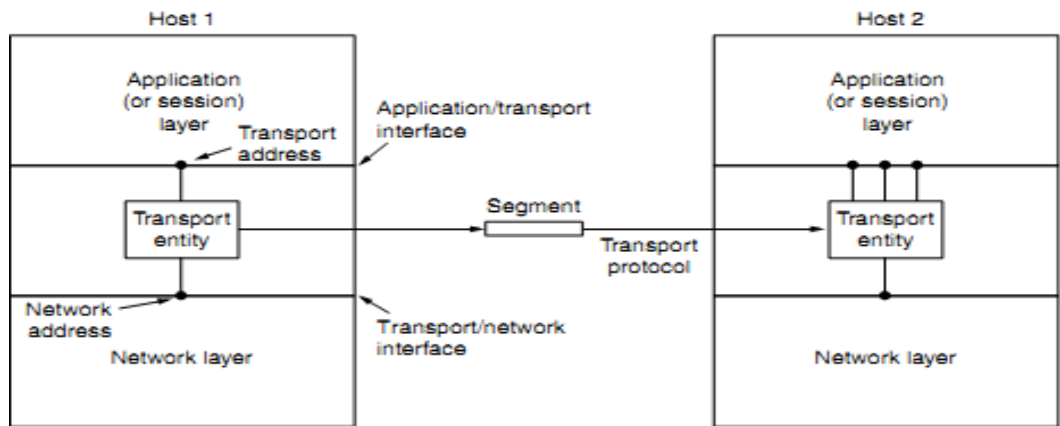 Host 1
Host 2
Application
(or session)
layer
Transport
address
Application/transport
interface
Application
(or session)
layer
Transport
entity
Segment
Transport
protocol
Transport
entity
Network
address
Transport/network
interface
Network layer
Network layer